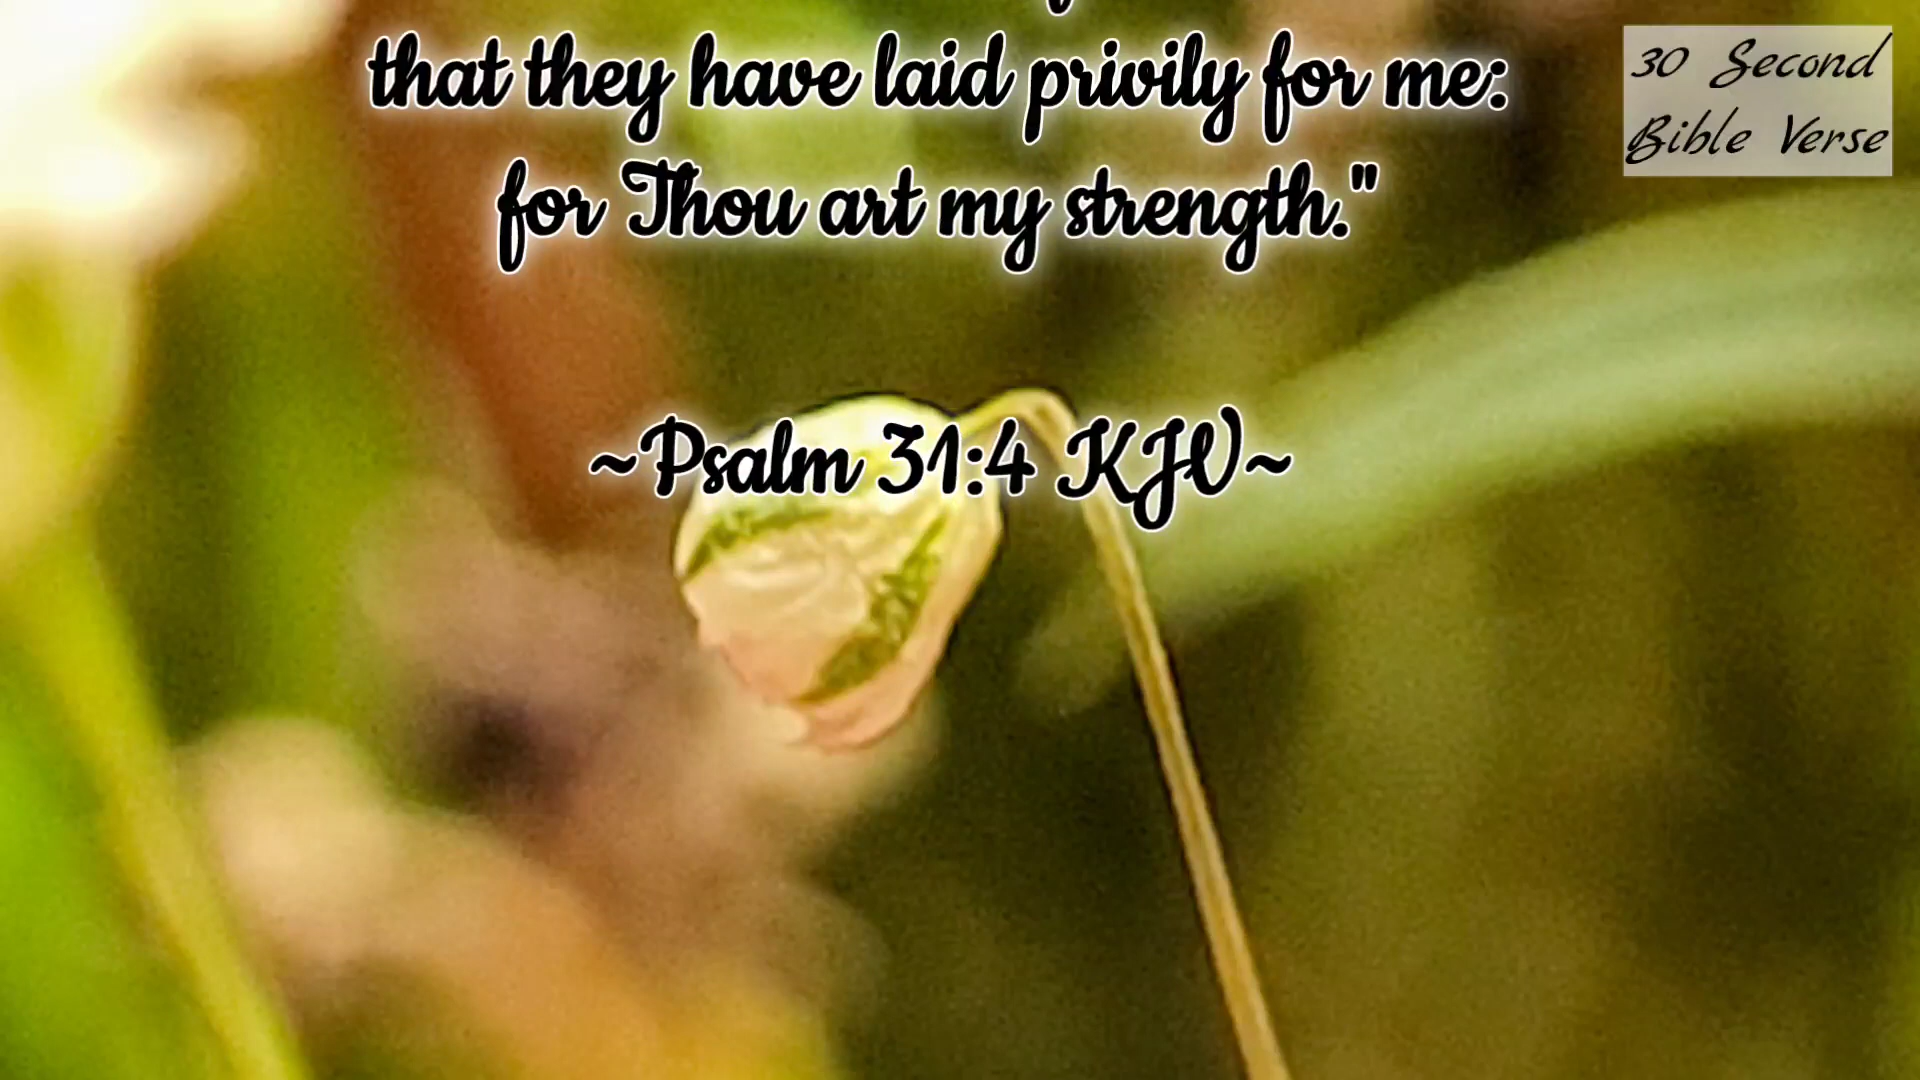 that they have laid privily for me:
for Thou art my strength."
~Psalm 31:4 KJV~
30 Second
Bible Verse